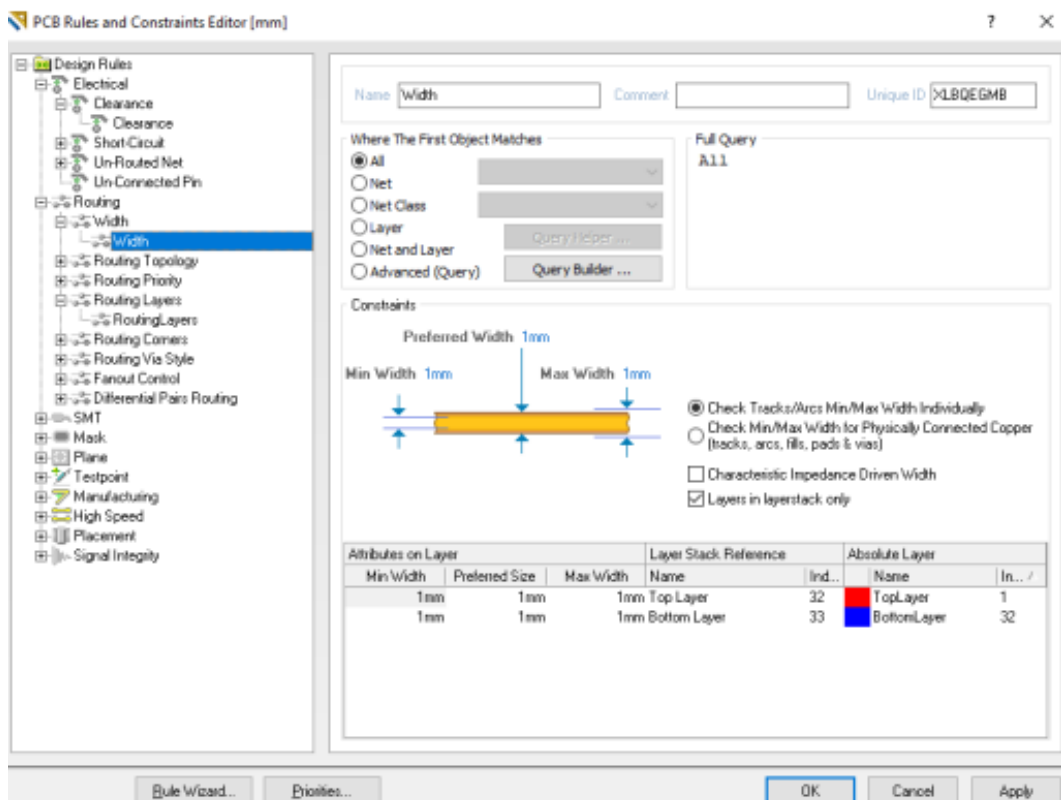 PCB Rules and Constraints Editor [mm]
? ×
Design Rules
Electrical
Clearance
Clearance
Short-Circuit
Un-Routed Net
Un-Connected Pin
Routing
Width
Width
Routing Topology
Routing Priority
Routing Layers
RoutingLayers
Routing Corners
Routing Via Style
Fanout Control
Differential Pairs Routing
SMT
Mask
Plane
Testpoint
Manufacturing
High Speed
Placement
Signal Integrity
Name Width Comment Unique ID XLBQEGMB
Where The First Object Matches
All
Net
Net Class
Layer
Net and Layer
Advanced (Query)
Query Helper ...
Query Builder ...
Full Query
All
Constraints
Preferred Width 1mm
Min Width 1mm Max Width 1mm
Check Tracks/Arcs Min/Max Width Individually
Check Min/Max Width for Physically Connected Copper
(tracks, arcs, fills, pads & vias)
Characteristic Impedance Driven Width
Layers in layerstack only
Attributes on Layer Layer Stack Reference Absolute Layer
Min Width Preferred Size Max Width Name Ind... Name In... /
1mm 1mm 1mm Top Layer 32 TopLayer 1
1mm 1mm 1mm Bottom Layer 33 BottomLayer 32
Rule Wizard... Priorities... OK Cancel Apply